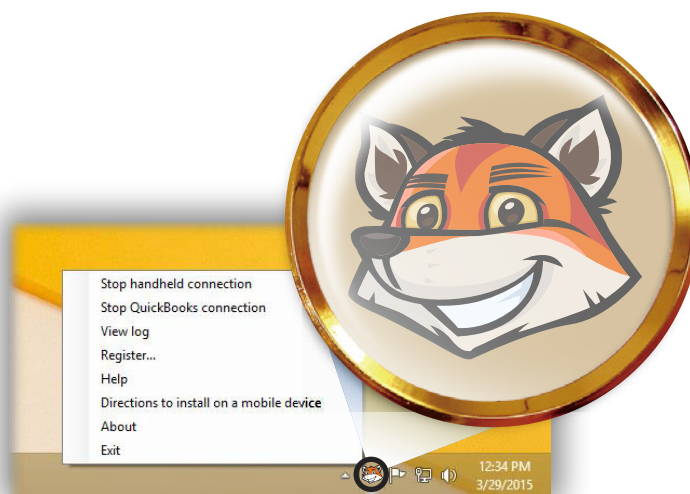 Stop handheld connection
Stop QuickBooks connection
View log
Register...
Help
Directions to install on a mobile device
About
Exit
12:34 PM
3/29/2015